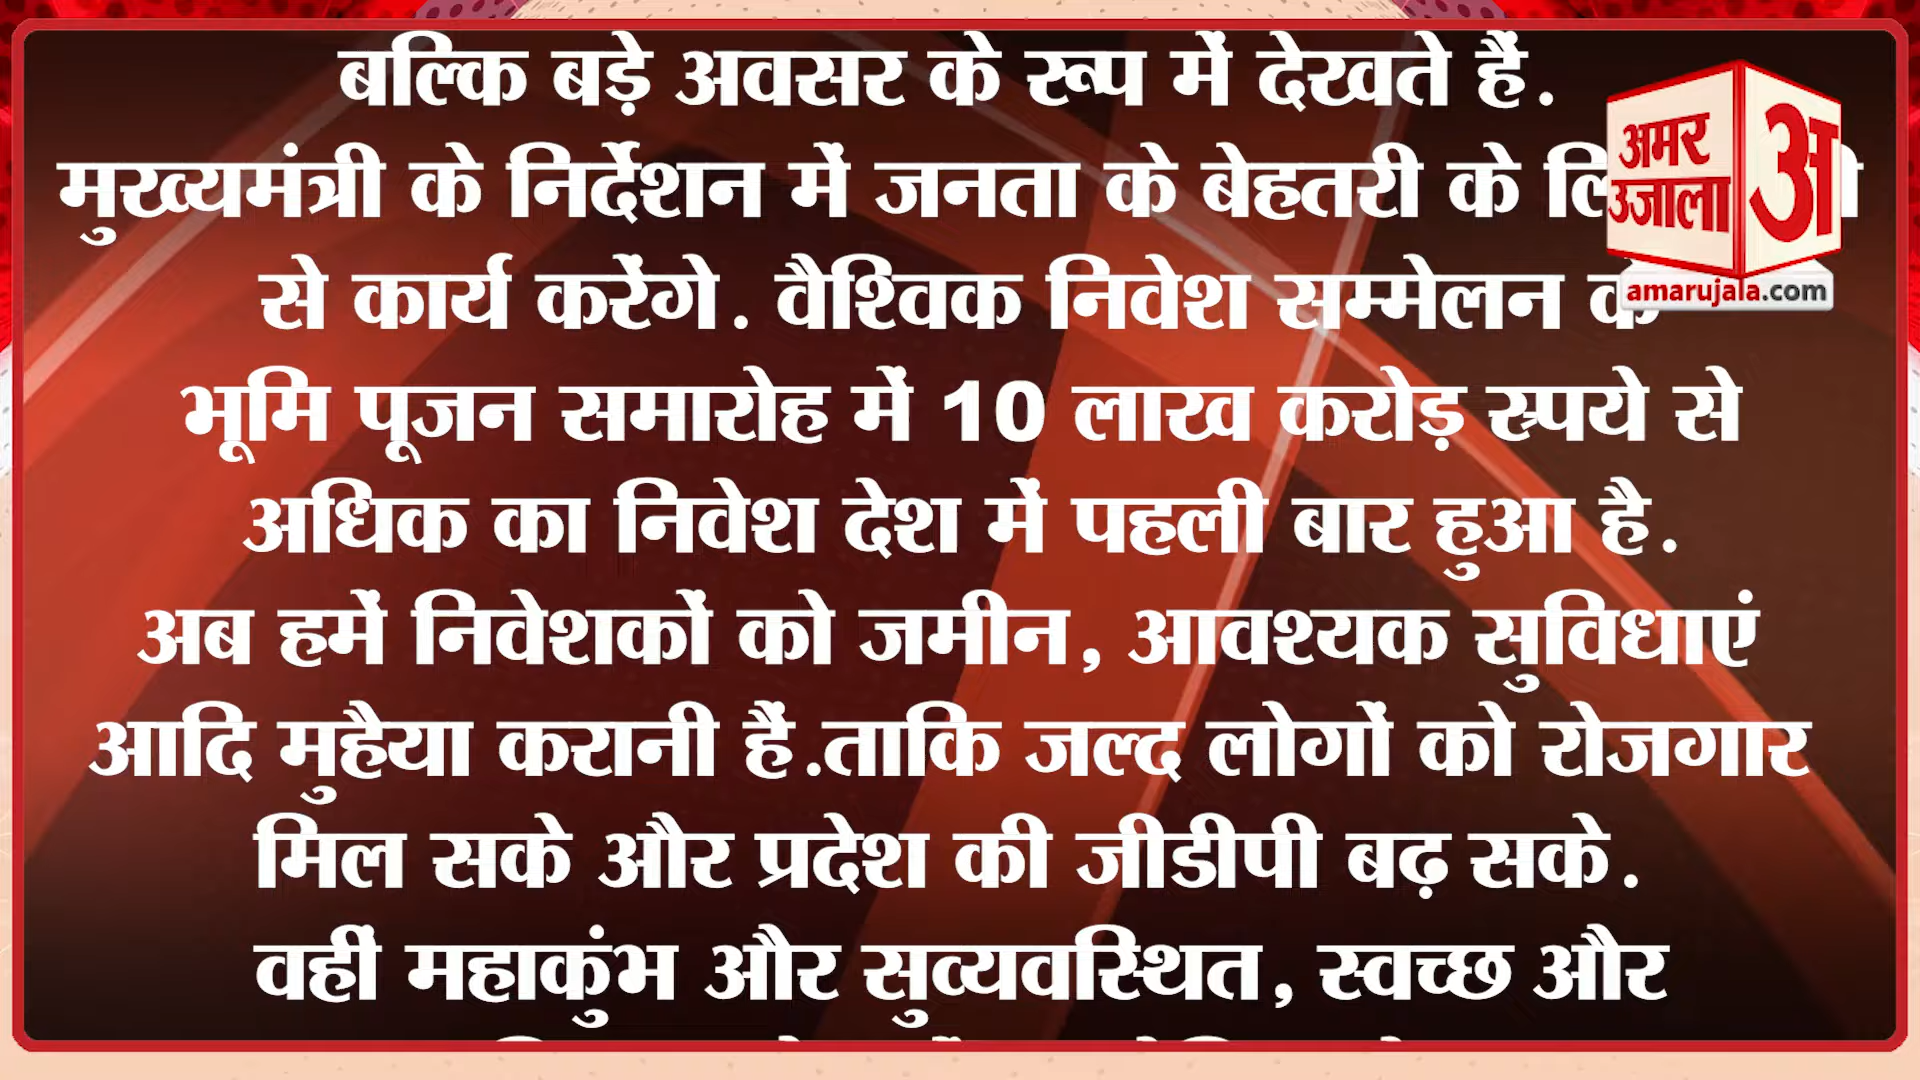 बल्कि बड़े अवसर के रूप में देखते हैं.
मुख्यमंत्री के निर्देशन में जनता के बेहतरी के
से कार्य करेंगे. वैश्विक निवेश सम्मेलन के
भूमि पूजन समारोह में 10 लाख करोड़ रुपये से
अधिक का निवेश देश में पहली बार हुआ है.
अब हमें निवेशकों को जमीन, आवश्यक सुविधाएं
आदि मुहैया करानी हैं.ताकि जल्द लोगों को रोजगार
मिल सके और प्रदेश की जीडीपी बढ़ सके.
वहीं महाकुंभ और सुव्यवस्थित, स्वच्छ और
अमर
उजाला
अ
amarujala.com